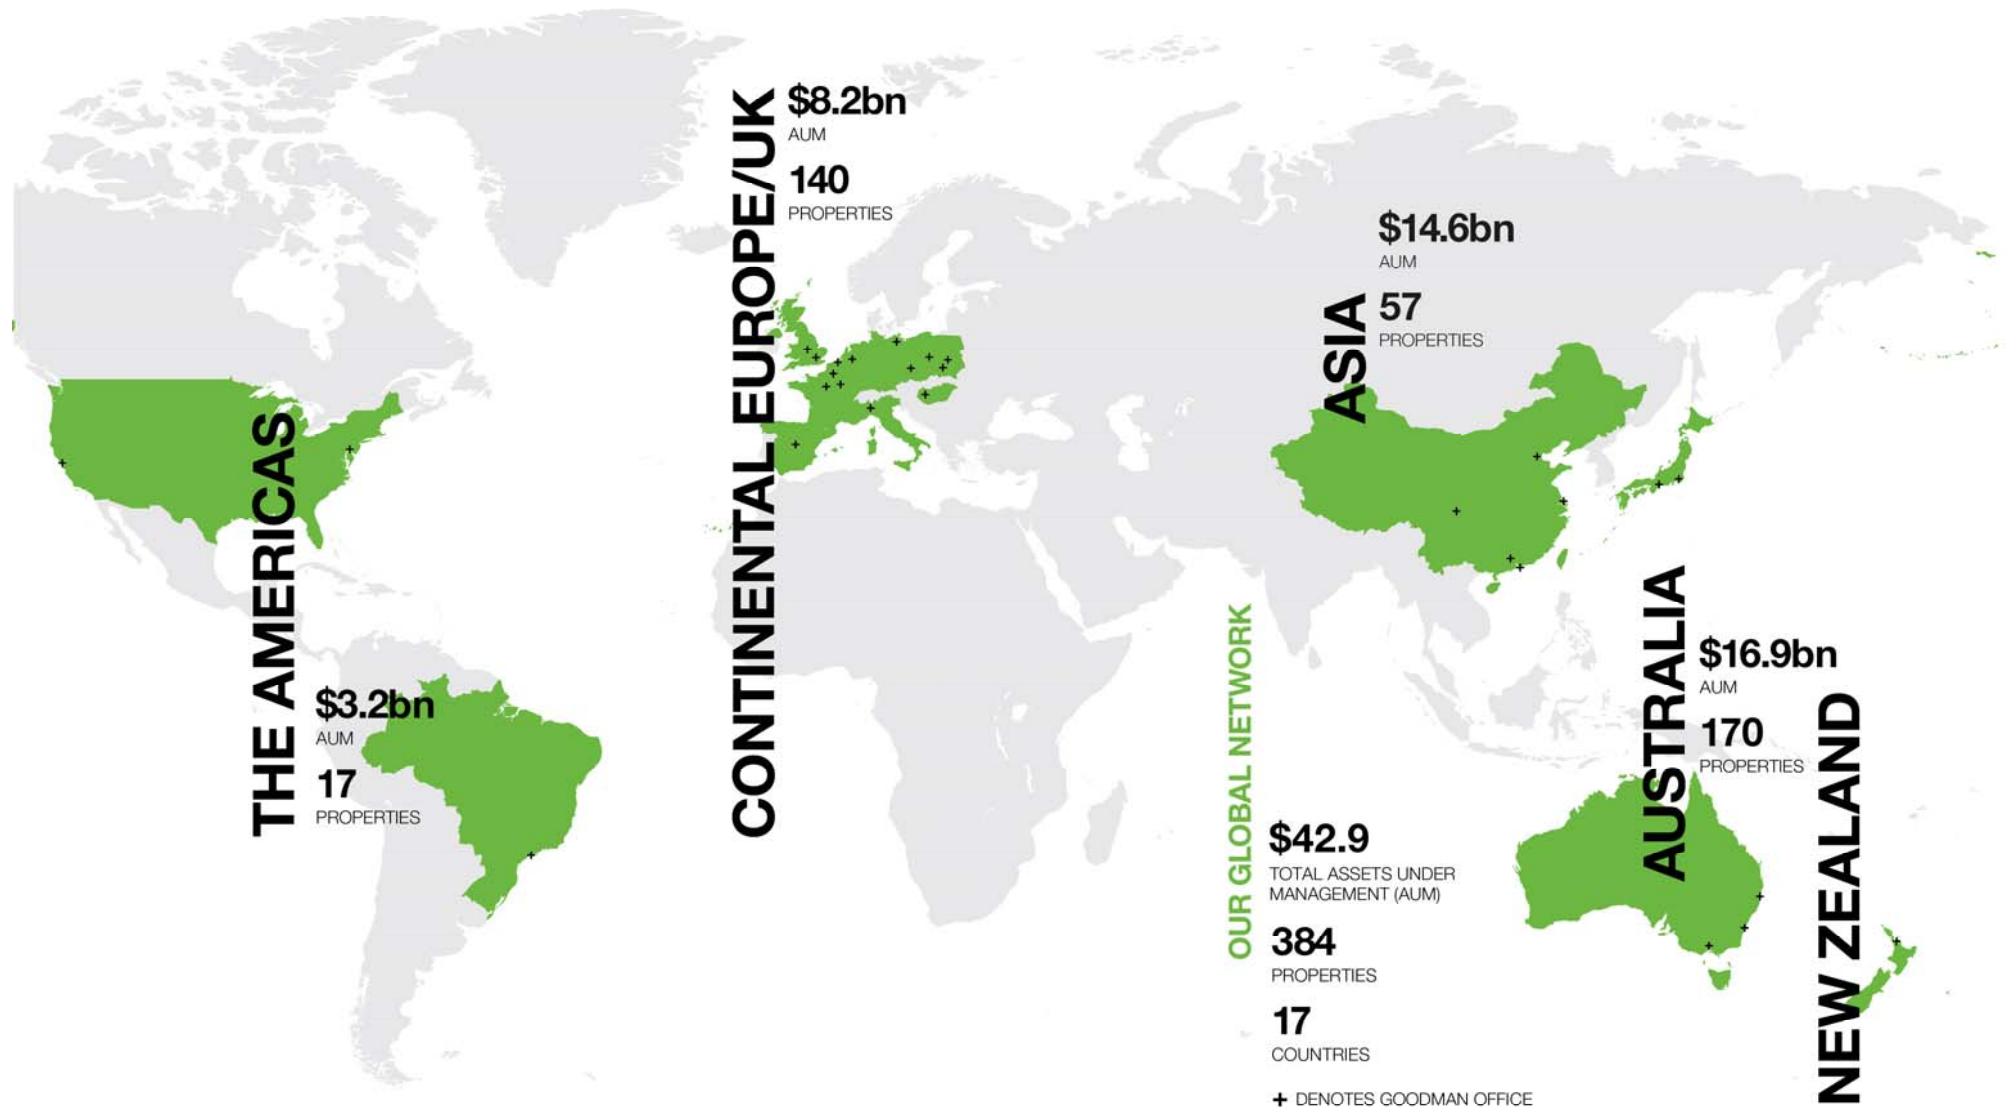 THE AMERICAS
$3.2bn
AUM
17
PROPERTIES
CONTINENTAL EUROPE/UK
$8.2bn
AUM
140
PROPERTIES
ASIA
$14.6bn
AUM
57
PROPERTIES
AUSTRALIA
$16.9bn
AUM
170
PROPERTIES
NEW ZEALAND
OUR GLOBAL NETWORK
$42.9
TOTAL ASSETS UNDER
MANAGEMENT (AUM)
384
PROPERTIES
17
COUNTRIES
+ DENOTES GOODMAN OFFICE